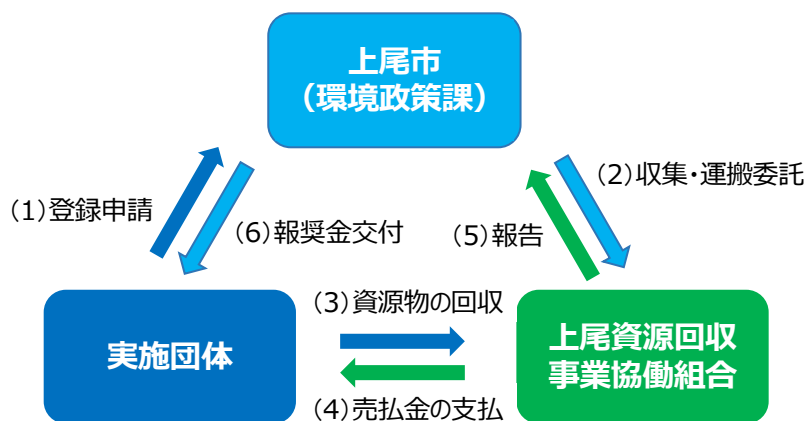 上尾市
（環境政策課）
（1）登録申請
（2）収集・運搬委託
（6）報奨金交付
（5）報告
（3）資源物の回収
実施団体
上尾資源回収
事業協働組合
（4）売払金の支払